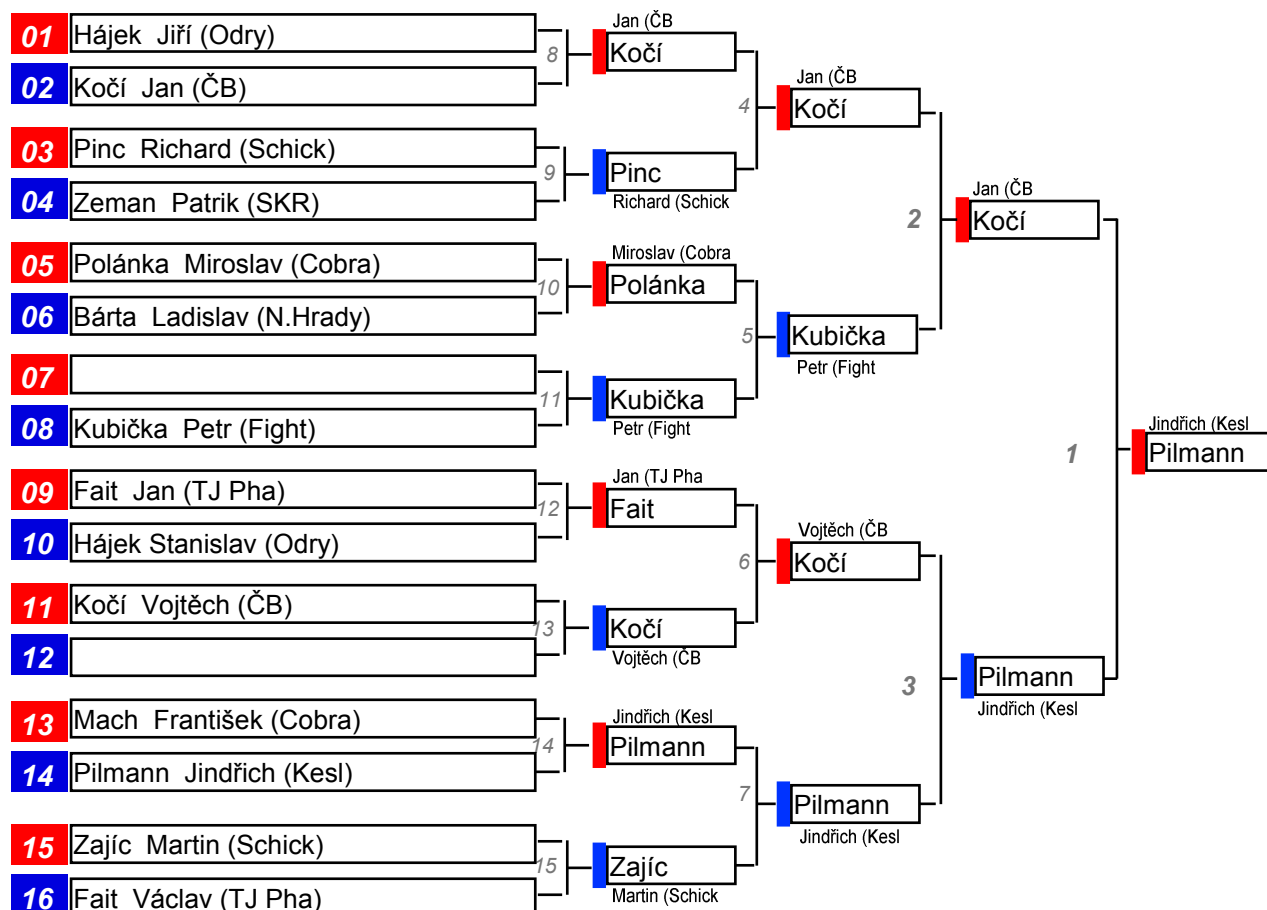 01 Hájek Jiří (Odry)
02 Kočí Jan (ČB)
03 Pinc Richard (Schick)
04 Zeman Patrik (SKR)
05 Polánka Miroslav (Cobra)
06 Bárta Ladislav (N.Hrady)
07
08 Kubička Petr (Fight)
09 Fait Jan (TJ Pha)
10 Hájek Stanislav (Odry)
11 Kočí Vojtěch (ČB)
12
13 Mach František (Cobra)
14 Pilmann Jindřich (Kesl)
15 Zajíc Martin (Schick)
16 Fait Václav (TJ Pha)
8
9
10
11
12
13
14
15
Jan (ČB
Kočí
Pinc
Richard (Schick
Miroslav (Cobra
Polánka
Kubička
Petr (Fight
Jan (TJ Pha
Fait
Kočí
Vojtěch (ČB
Jindřich (Kesl
Pilmann
Zajíc
Martin (Schick
4
5
6
7
Jan (ČB
Kočí
Kubička
Petr (Fight
Vojtěch (ČB
Kočí
Pilmann
Jindřich (Kesl
2
3
Jan (ČB
Kočí
Pilmann
Jindřich (Kesl
1
Jindřich (Kesl
Pilmann